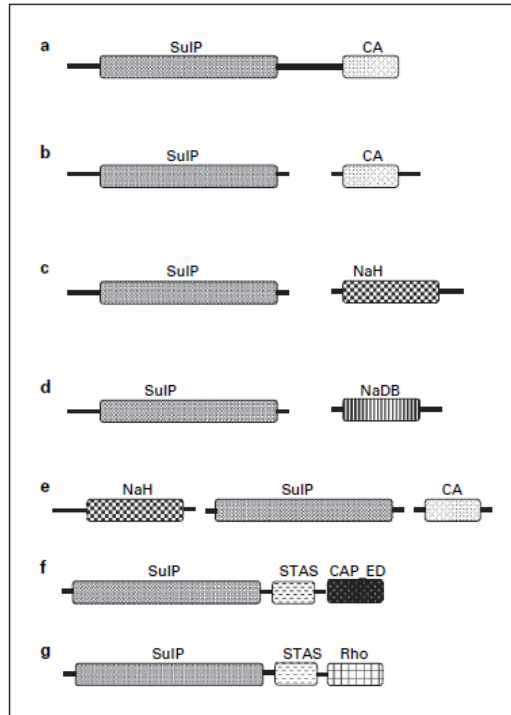 a SulP CA
b SulP CA
c SulP NaH
d SulP NaDB
e NaH SulP CA
f SulP STAS CAP_ED
g SulP STAS Rho